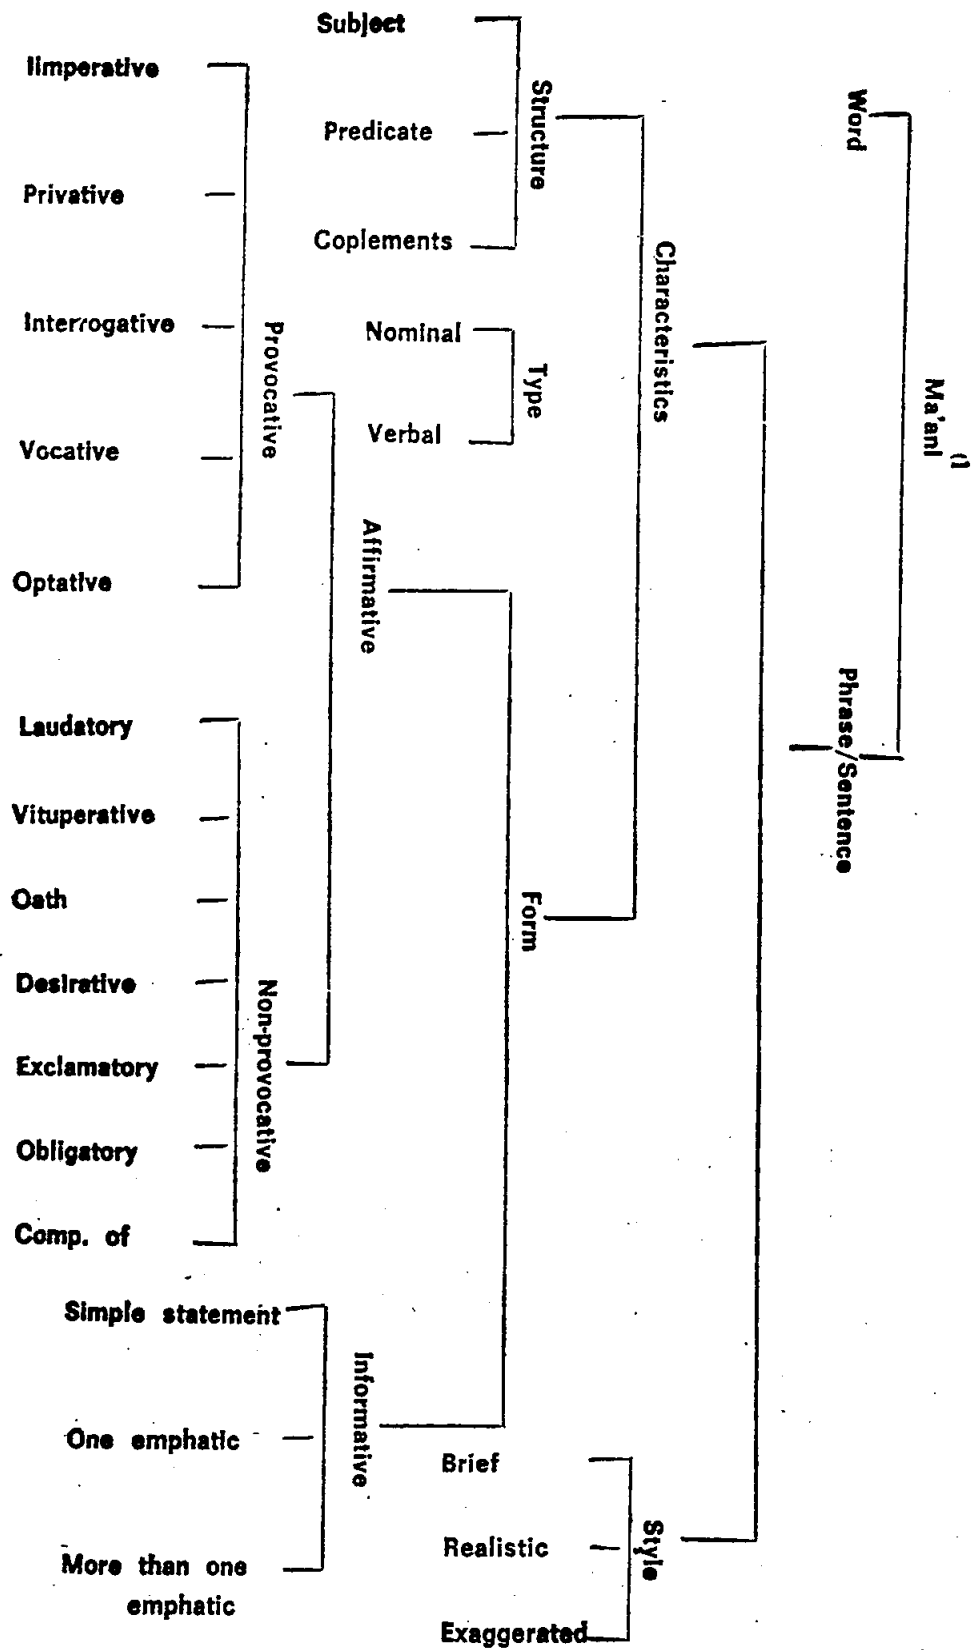 (1
Ma'ani
Word
Phrase/Sentence
Characteristics
Style
Structure
Type
Form
Brief
Realistic
Exaggerated
Subject
Predicate
Coplements
Nominal
Verbal
Affirmative
Informative
Provocative
Non-provocative
Simple statement
One emphatic
More than one
emphatic
Iimperative
Privative
Interrogative
Vocative
Optative
Laudatory
Vituperative
Oath
Desirative
Exclamatory
Obligatory
Comp. of